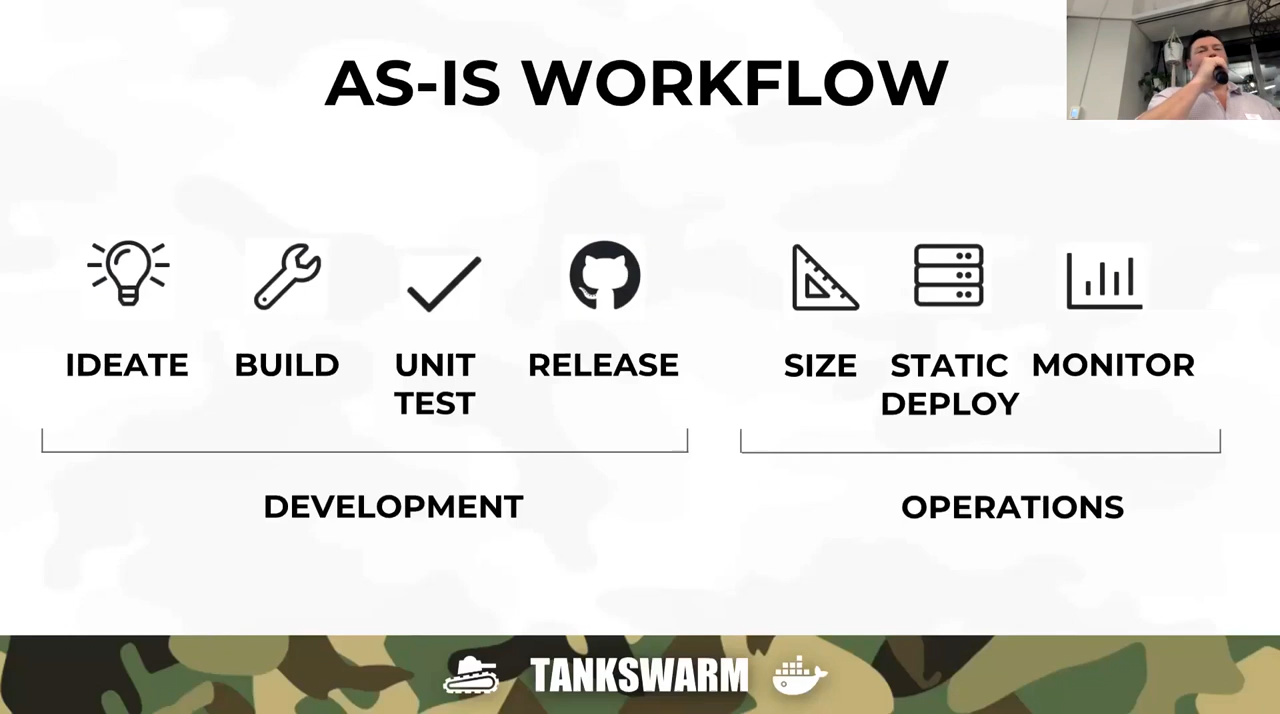 AS-IS WORKFLOW
IDEATE
BUILD
UNIT
TEST
RELEASE
SIZE
STATIC
DEPLOY
MONITOR
DEVELOPMENT
OPERATIONS
TANKSWARM